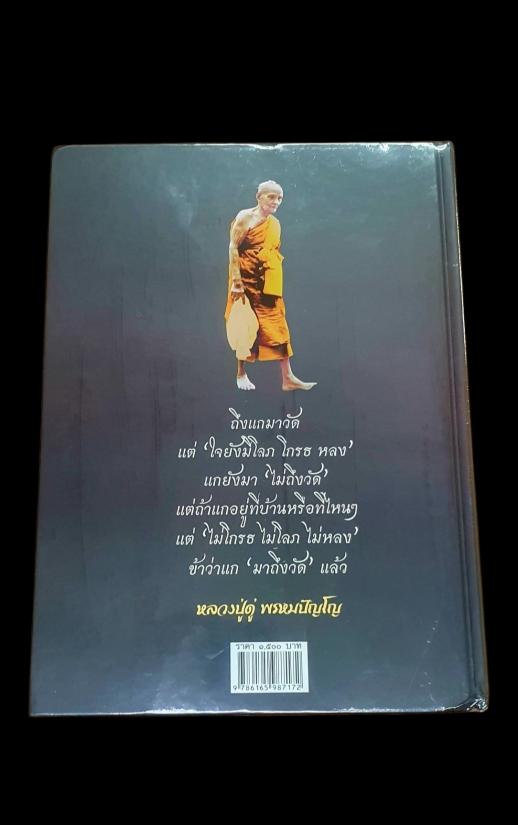 ถึงแกมาวัด
แต่ ‘ใจยังมีโลภ โกรธ หลง’
แกยังมา ‘ไม่ถึงวัด’
แต่ถ้าแกอยู่ที่บ้านหรือที่ไหนๆ
แต่ ‘ไม่โกรธ ไม่โลภ ไม่หลง’
ข้าว่าแก ‘มาถึงวัด’ แล้ว
หลวงปู่ดู่ พรหมปัญโญ
ราคา ๑,๕๐๐ บาท
9 786165 987172